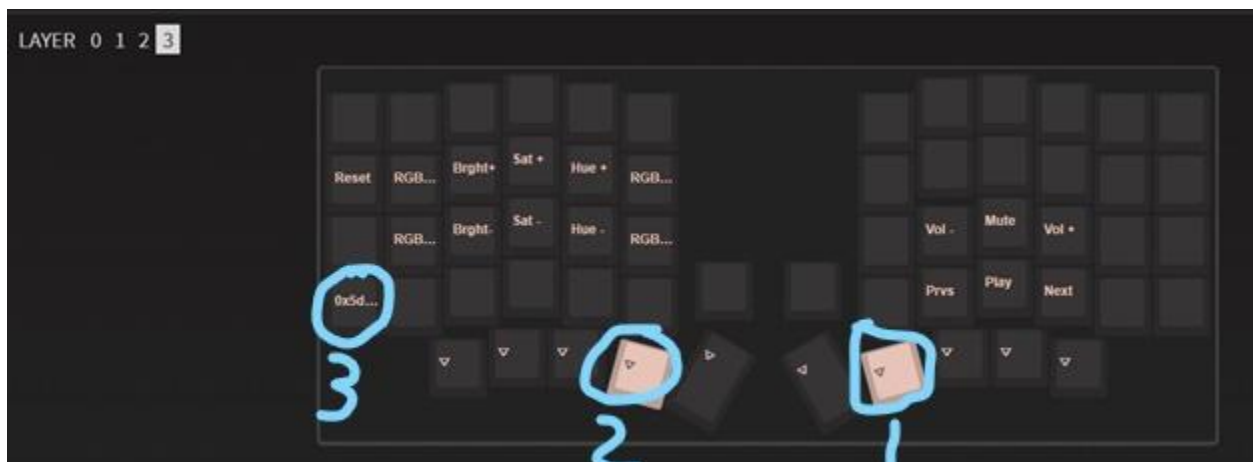 LAYER 0 1 2 3
Sat +
Brght+ Hue +
Reset RGB... RGB...
Sat - Mute
Brght- Hue - Vol - Vol +
RGB... RGB...
Play
0x5d... Prvs Next
3
2
1